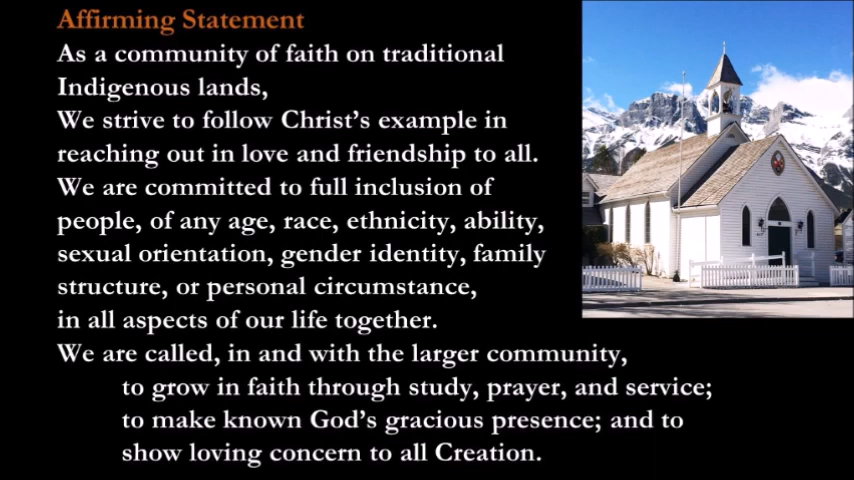 Affirming Statement
As a community of faith on traditional
Indigenous lands,
We strive to follow Christ's example in
reaching out in love and friendship to all.
We are committed to full inclusion of
people, of any age, race, ethnicity, ability,
sexual orientation, gender identity, family
structure, or personal circumstance,
in all aspects of our life together.
We are called, in and with the larger community,
to grow in faith through study, prayer, and service;
to make known God's gracious presence; and to
show loving concern to all Creation.